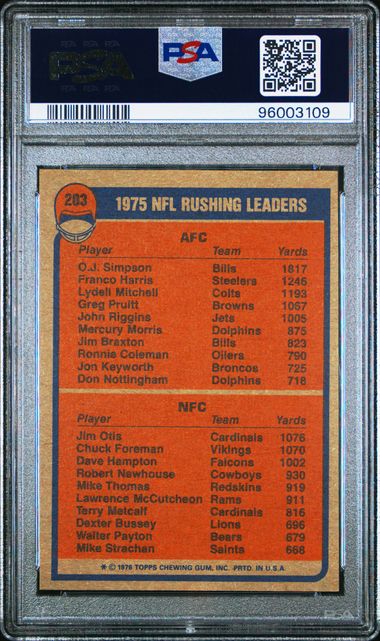 PSA
PSA
96003109
203
1975 NFL RUSHING LEADERS
AFC
Player Team Yards
O.J. Simpson Bills 1817
Franco Harris Steelers 1246
Lydell Mitchell Colts 1193
Greg Pruitt Browns 1067
John Riggins Jets 1005
Mercury Morris Dolphins 875
Jim Braxton Bills 823
Ronnie Coleman Oilers 790
Jon Keyworth Broncos 725
Don Nottingham Dolphins 718
NFC
Player Team Yards
Jim Otis Cardinals 1076
Chuck Foreman Vikings 1070
Dave Hampton Falcons 1002
Robert Newhouse Cowboys 930
Mike Thomas Redskins 919
Lawrence McCutcheon Rams 911
Terry Metcalf Cardinals 816
Dexter Bussey Lions 696
Walter Payton Bears 679
Mike Strachan Saints 668
* © 1976 TOPPS CHEWING GUM, INC. PRTD. IN U.S.A.
PSA